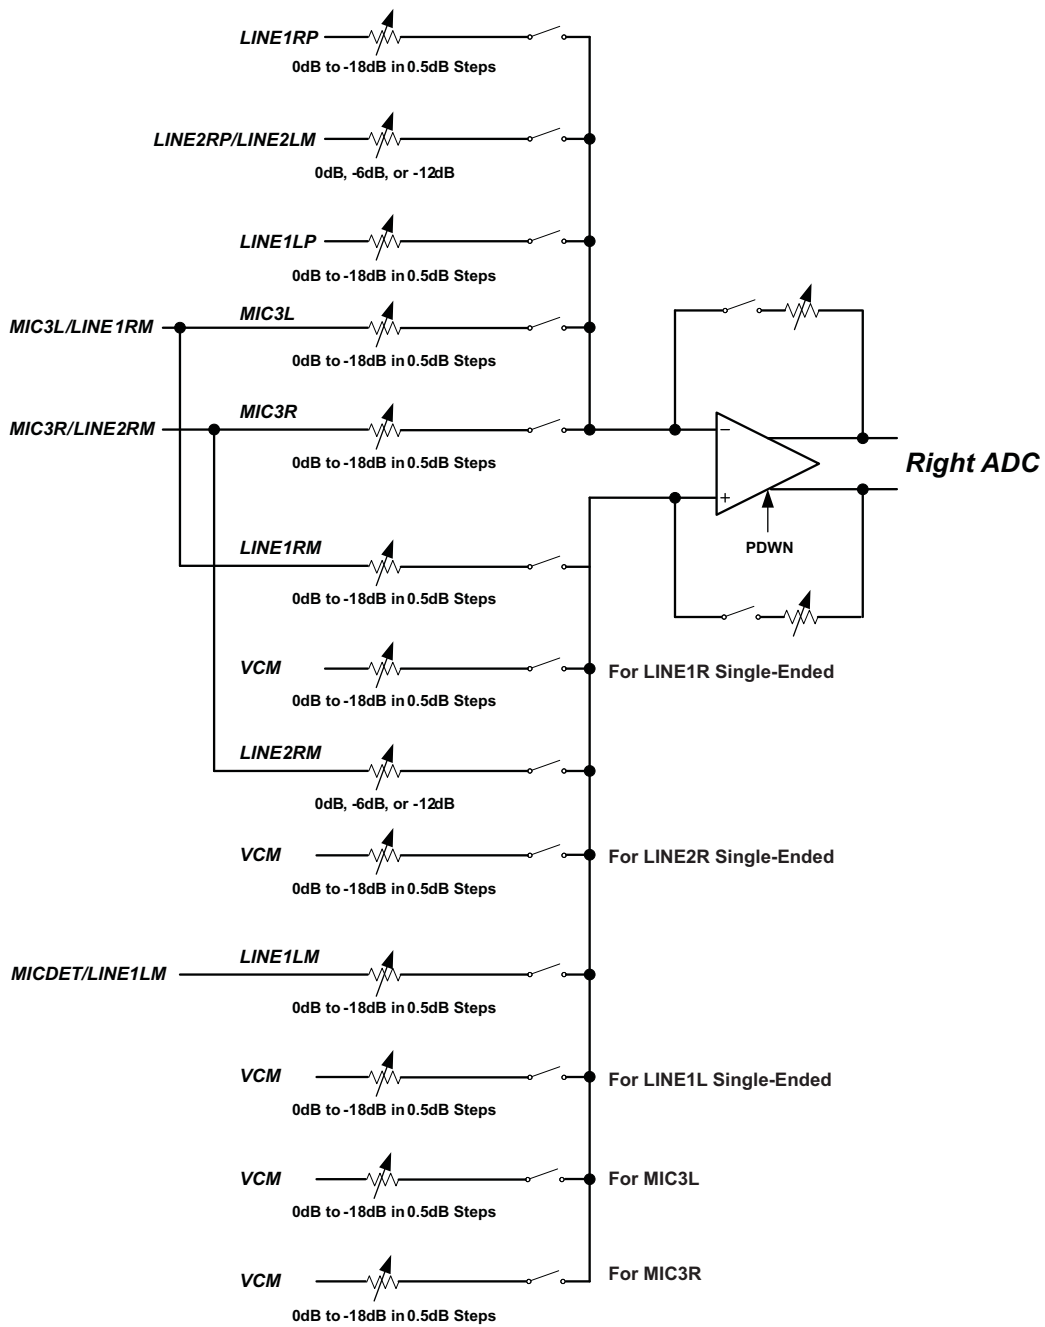 LINE1RP
0dB to -18dB in 0.5dB Steps
LINE2RP/LINE2LM
0dB, -6dB, or -12dB
LINE1LP
0dB to -18dB in 0.5dB Steps
MIC3L/LINE1RM
MIC3L
0dB to -18dB in 0.5dB Steps
MIC3R/LINE2RM
MIC3R
0dB to -18dB in 0.5dB Steps
−
+
PDWN
Right ADC
LINE1RM
0dB to -18dB in 0.5dB Steps
VCM
For LINE1R Single-Ended
0dB to -18dB in 0.5dB Steps
LINE2RM
0dB, -6dB, or -12dB
VCM
For LINE2R Single-Ended
0dB to -18dB in 0.5dB Steps
MICDET/LINE1LM
LINE1LM
0dB to -18dB in 0.5dB Steps
VCM
For LINE1L Single-Ended
0dB to -18dB in 0.5dB Steps
VCM
For MIC3L
0dB to -18dB in 0.5dB Steps
VCM
For MIC3R
0dB to -18dB in 0.5dB Steps